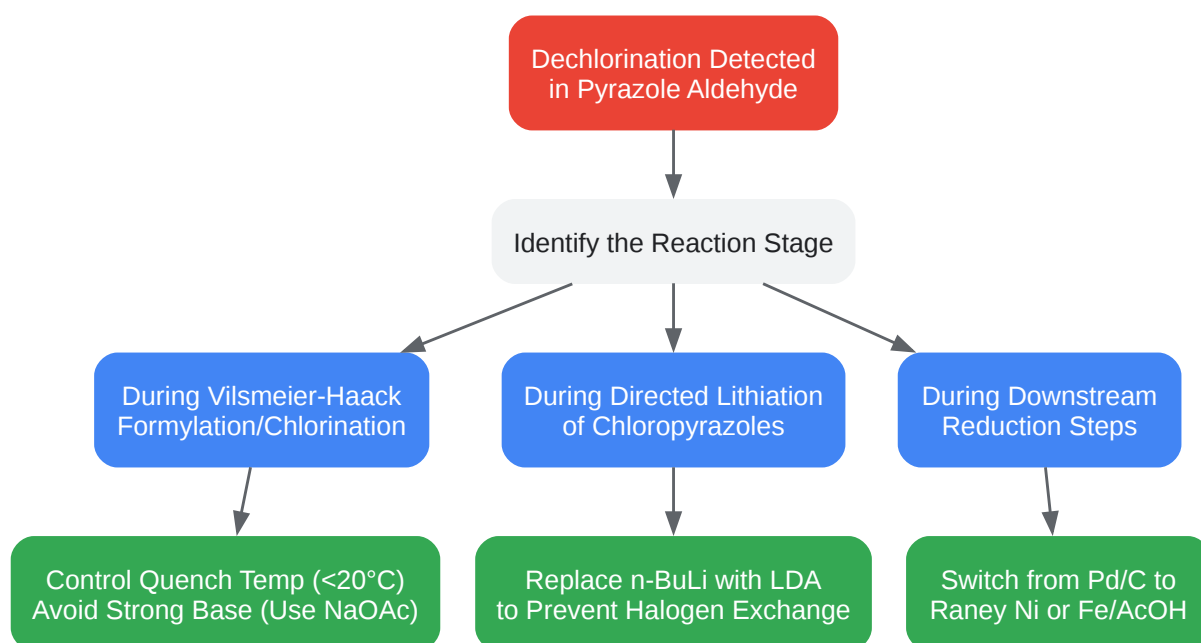 Dechlorination Detected
in Pyrazole Aldehyde
Identify the Reaction Stage
During Vilsmeier-Haack
Formylation/Chlorination
During Directed Lithiation
of Chloropyrazoles
During Downstream
Reduction Steps
Control Quench Temp (<20°C)
Avoid Strong Base (Use NaOAc)
Replace n-BuLi with LDA
to Prevent Halogen Exchange
Switch from Pd/C to
Raney Ni or Fe/AcOH